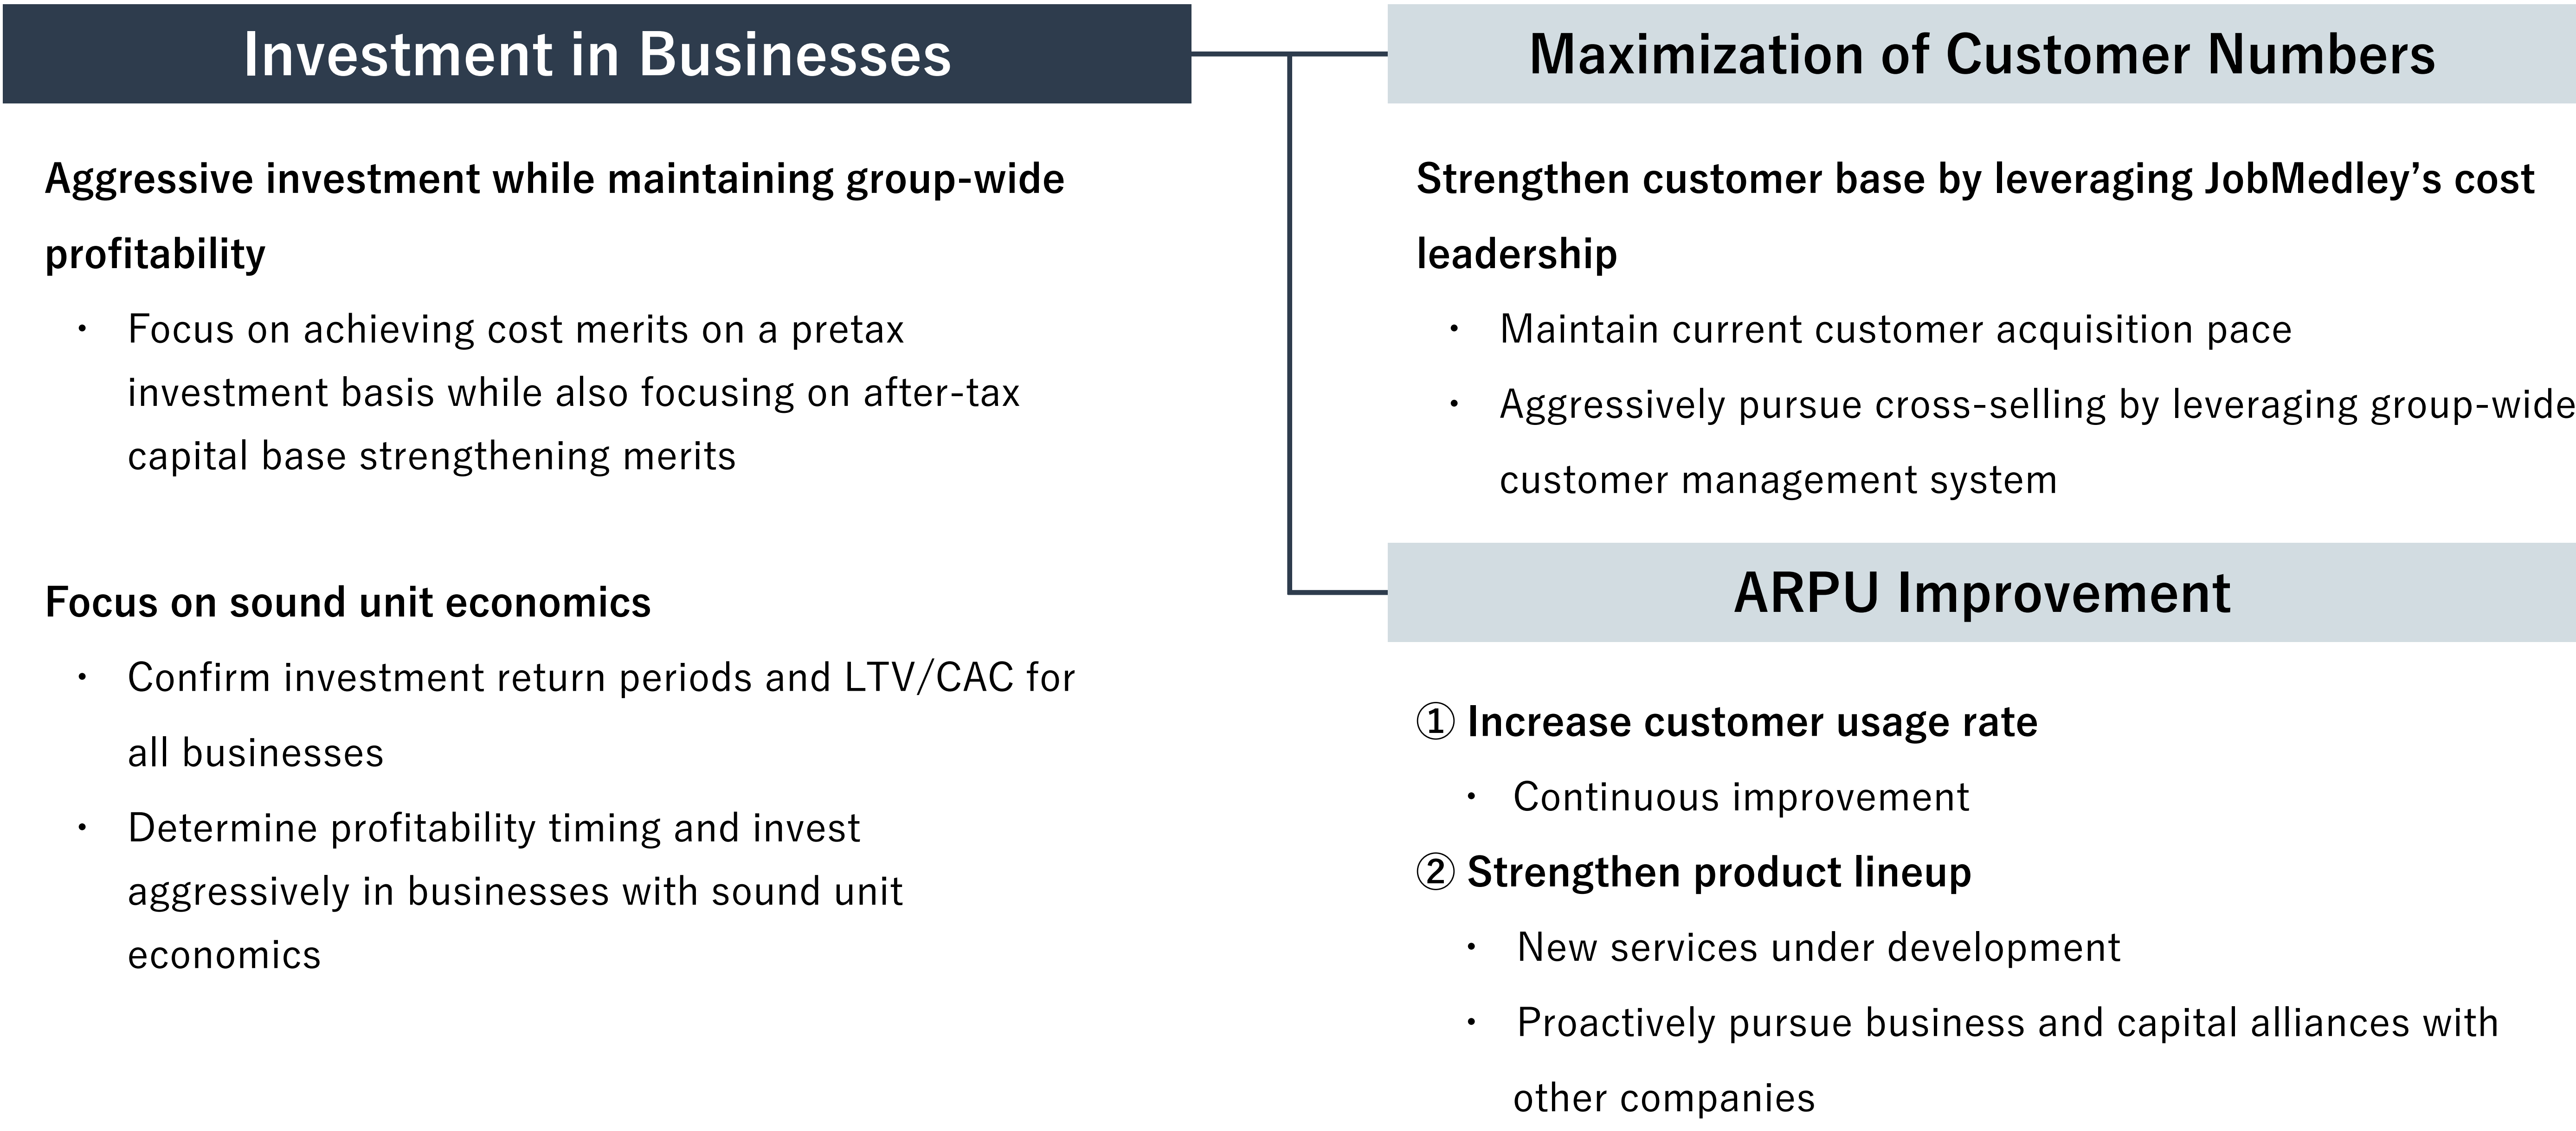 Investment in Businesses
Aggressive investment while maintaining group-wide
profitability
・ Focus on achieving cost merits on a pretax
investment basis while also focusing on after-tax
capital base strengthening merits
Focus on sound unit economics
・ Confirm investment return periods and LTV/CAC for
all businesses
・ Determine profitability timing and invest
aggressively in businesses with sound unit
economics
Maximization of Customer Numbers
Strengthen customer base by leveraging JobMedley’s cost
leadership
・ Maintain current customer acquisition pace
・ Aggressively pursue cross-selling by leveraging group-wide
customer management system
ARPU Improvement
① Increase customer usage rate
・ Continuous improvement
② Strengthen product lineup
・ New services under development
・ Proactively pursue business and capital alliances with
other companies